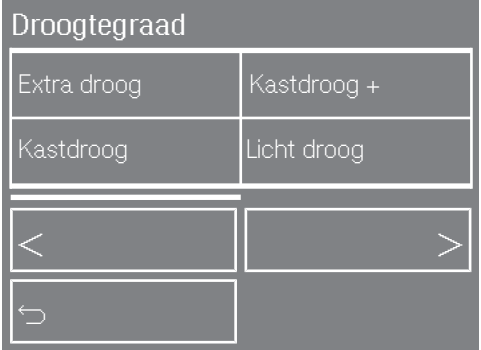 Droogtegraad
Extra droog
Kastdroog +
Kastdroog
Licht droog
<
>